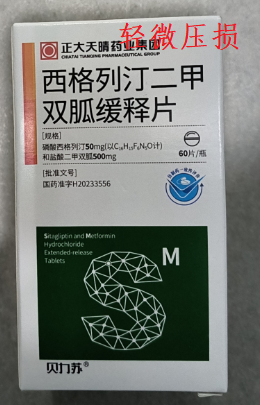 轻微压损
正大天晴药业集团
CHIATAI TIANQING PHARMACEUTICAL GROUP
西格列汀二甲
双胍缓释片
[规格]
磷酸西格列汀50mg(以C₁₆H₁₅F₆N₅O计)
和盐酸二甲双胍500mg
60片/瓶
[批准文号]
国药准字H20233556
Sitagliptin and Metformin
Hydrochloride
Extended-release
Tablets
M
S
贝力苏®